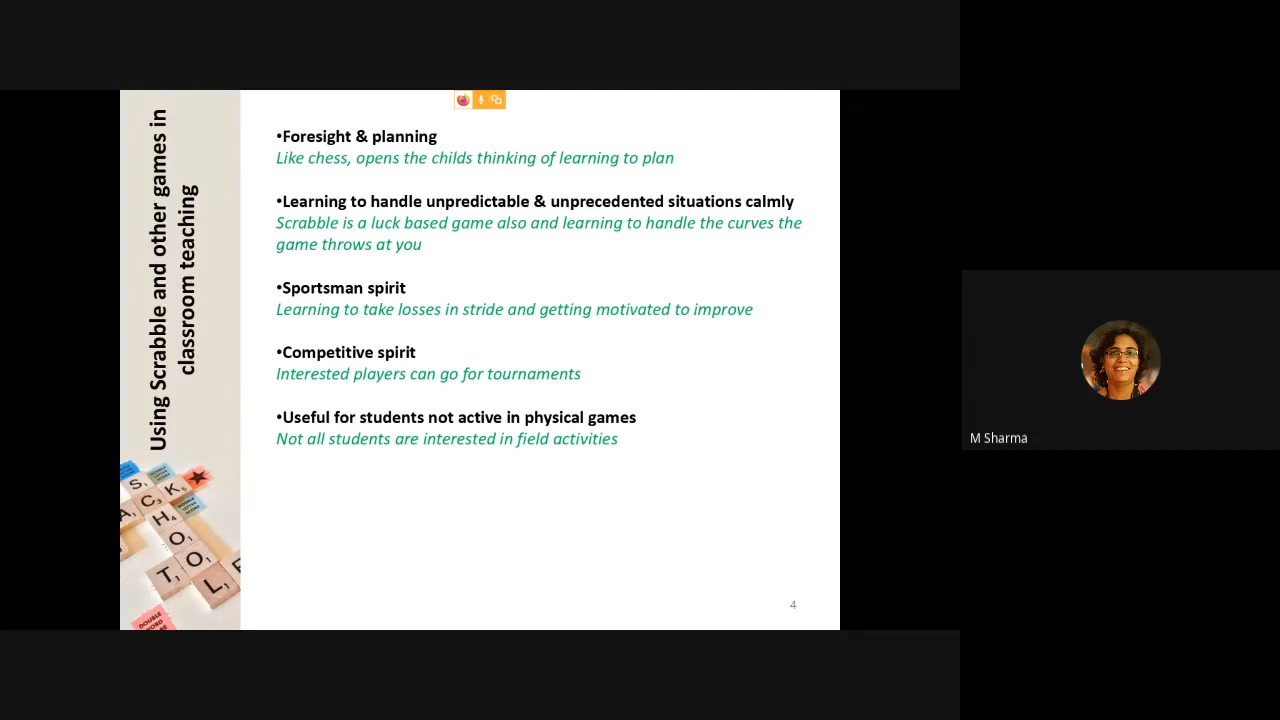 Using Scrabble and other games in
classroom teaching
•Foresight & planning
Like chess, opens the childs thinking of learning to plan
•Learning to handle unpredictable & unprecedented situations calmly
Scrabble is a luck based game also and learning to handle the curves the
game throws at you
•Sportsman spirit
Learning to take losses in stride and getting motivated to improve
•Competitive spirit
Interested players can go for tournaments
•Useful for students not active in physical games
Not all students are interested in field activities
4
M Sharma
S
A C K
H
O
T O L
DOUBLE